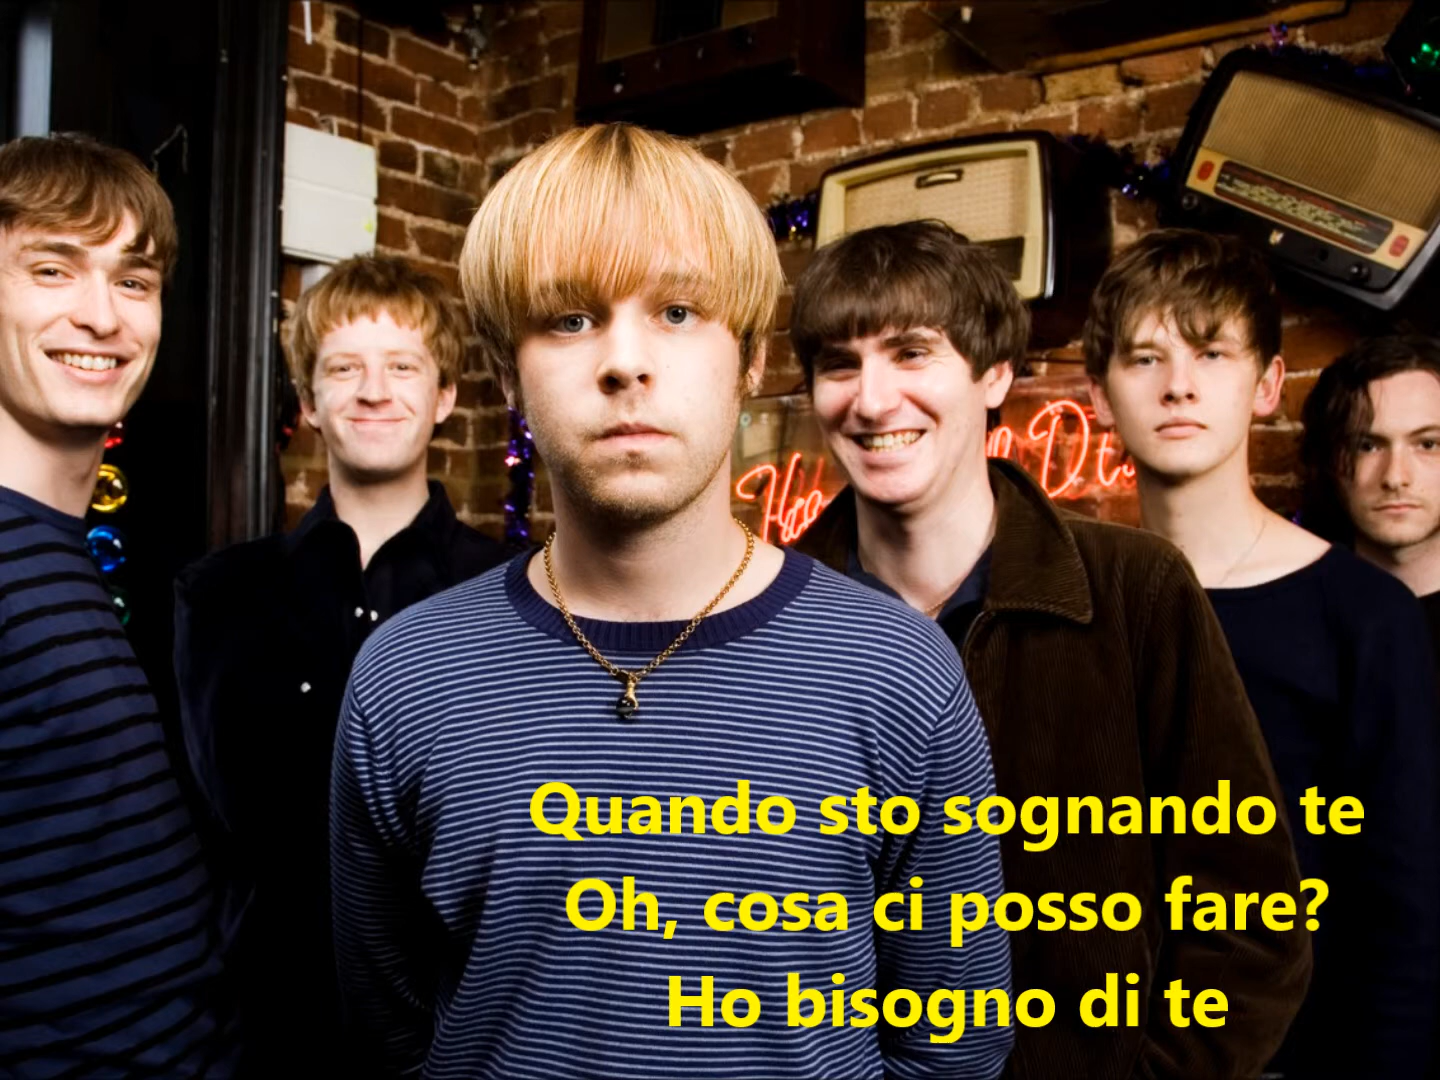 Quando sto sognando te
Oh, cosa ci posso fare?
Ho bisogno di te